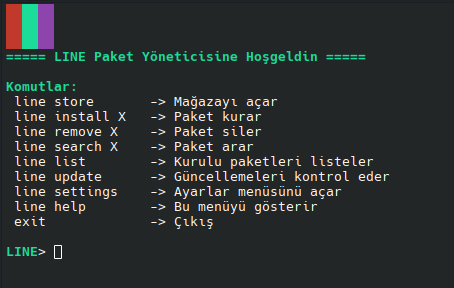 ===== LINE Paket Yöneticisine Hoşgeldin =====
Komutlar:
line store -> Mağazayı açar
line install X -> Paket kurar
line remove X -> Paket siler
line search X -> Paket arar
line list -> Kurulu paketleri listeler
line update -> Güncellemeleri kontrol eder
line settings -> Ayarlar menüsünü açar
line help -> Bu menüyü gösterir
exit -> Çıkış
LINE>